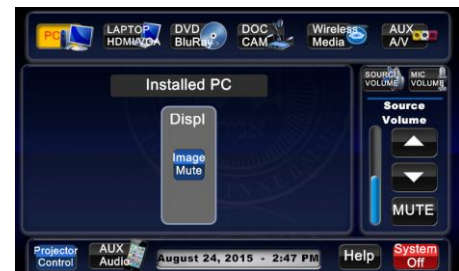 PC
LAPTOP
HDMI/VGA
DVD
BluRay
DOC
CAM
Wireless
Media
AUX
A/V
Installed PC
SOURCE
VOLUME
MIC
VOLUME
Displ
Image
Mute
Source
Volume
MUTE
Projector
Control
AUX
Audio
August 24, 2015 - 2:47 PM
Help
System
Off